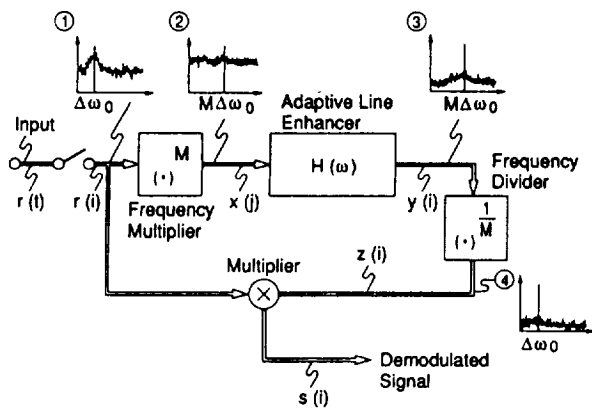 ① ② ③
Δω₀ MΔω₀ MΔω₀
Input
Adaptive Line
Enhancer
r (t) r (i)
(·)ᴹ
Frequency
Multiplier
x (j)
H (ω)
y (i)
Frequency
Divider
(·)^1/M
z (i)
Multiplier
×
④
Δω₀
Demodulated
Signal
s (i)